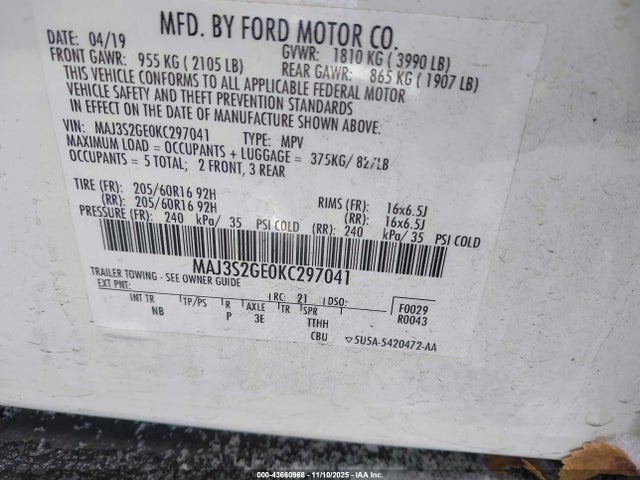 MFD. BY FORD MOTOR CO.
DATE: 04/19 GVWR: 1810 KG ( 3990 LB)
FRONT GAWR: 955 KG ( 2105 LB) REAR GAWR: 865 KG ( 1907 LB)
THIS VEHICLE CONFORMS TO ALL APPLICABLE FEDERAL MOTOR
VEHICLE SAFETY AND THEFT PREVENTION STANDARDS
IN EFFECT ON THE DATE OF MANUFACTURE SHOWN ABOVE.
VIN: MAJ3S2GE0KC297041 TYPE: MPV
MAXIMUM LOAD = OCCUPANTS + LUGGAGE = 375KG/ 827LB
OCCUPANTS = 5 TOTAL; 2 FRONT, 3 REAR
TIRE (FR): 205/60R16 92H RIMS (FR): 16x6.5J
(RR): 205/60R16 92H (RR): 16x6.5J
PRESSURE (FR): 240 kPa/ 35 PSI COLD (RR): 240 kPa/ 35 PSI COLD
MAJ3S2GE0KC297041
TRAILER TOWING - SEE OWNER GUIDE
EXT PNT: RC: 21 DSO: F0029
INT TR TP/PS R AXLE TR SPR R0043
NB P 3E TTHH
CBU 5U5A-5420472-AA
000-43660968 11/10/2025 IAA Inc.